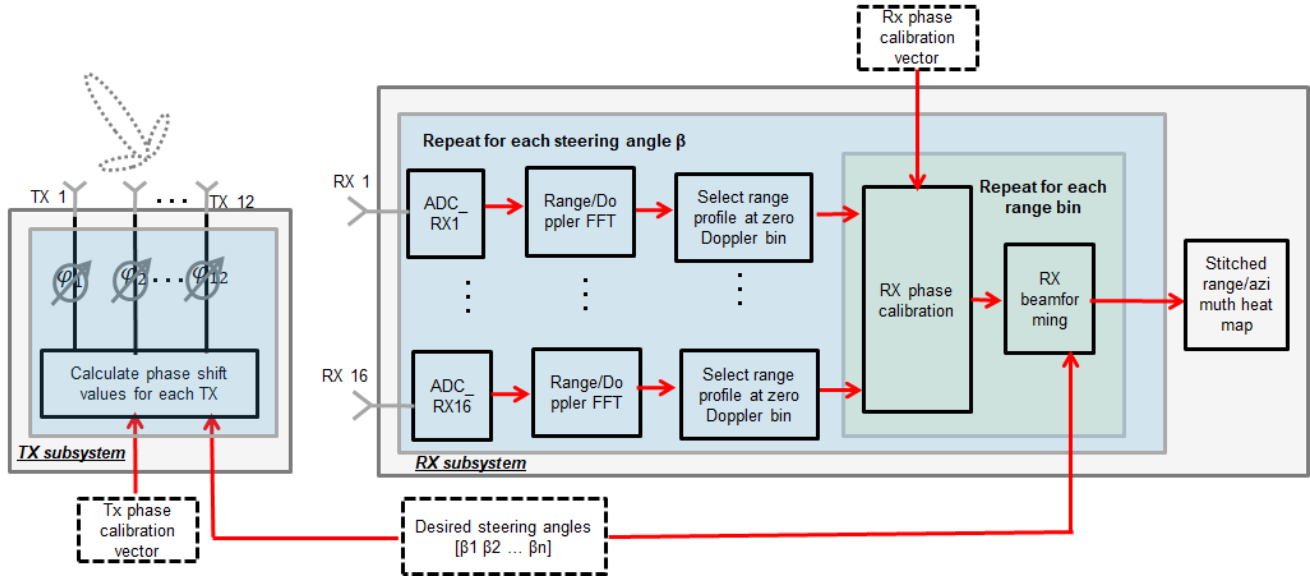 Rx phase
calibration
vector
Repeat for each steering angle β
TX 1
TX 12
φ1
φ2
φ12
...
...
Calculate phase shift
values for each TX
TX subsystem
Tx phase
calibration
vector
RX 1
ADC_
RX1
Range/Do
ppler FFT
Select range
profile at zero
Doppler bin
RX 16
ADC_
RX16
Range/Do
ppler FFT
Select range
profile at zero
Doppler bin
RX phase
calibration
Repeat for each
range bin
RX
beamfor
ming
Stitched
range/azi
muth heat
map
RX subsystem
Desired steering angles
[β1 β2 … βn]